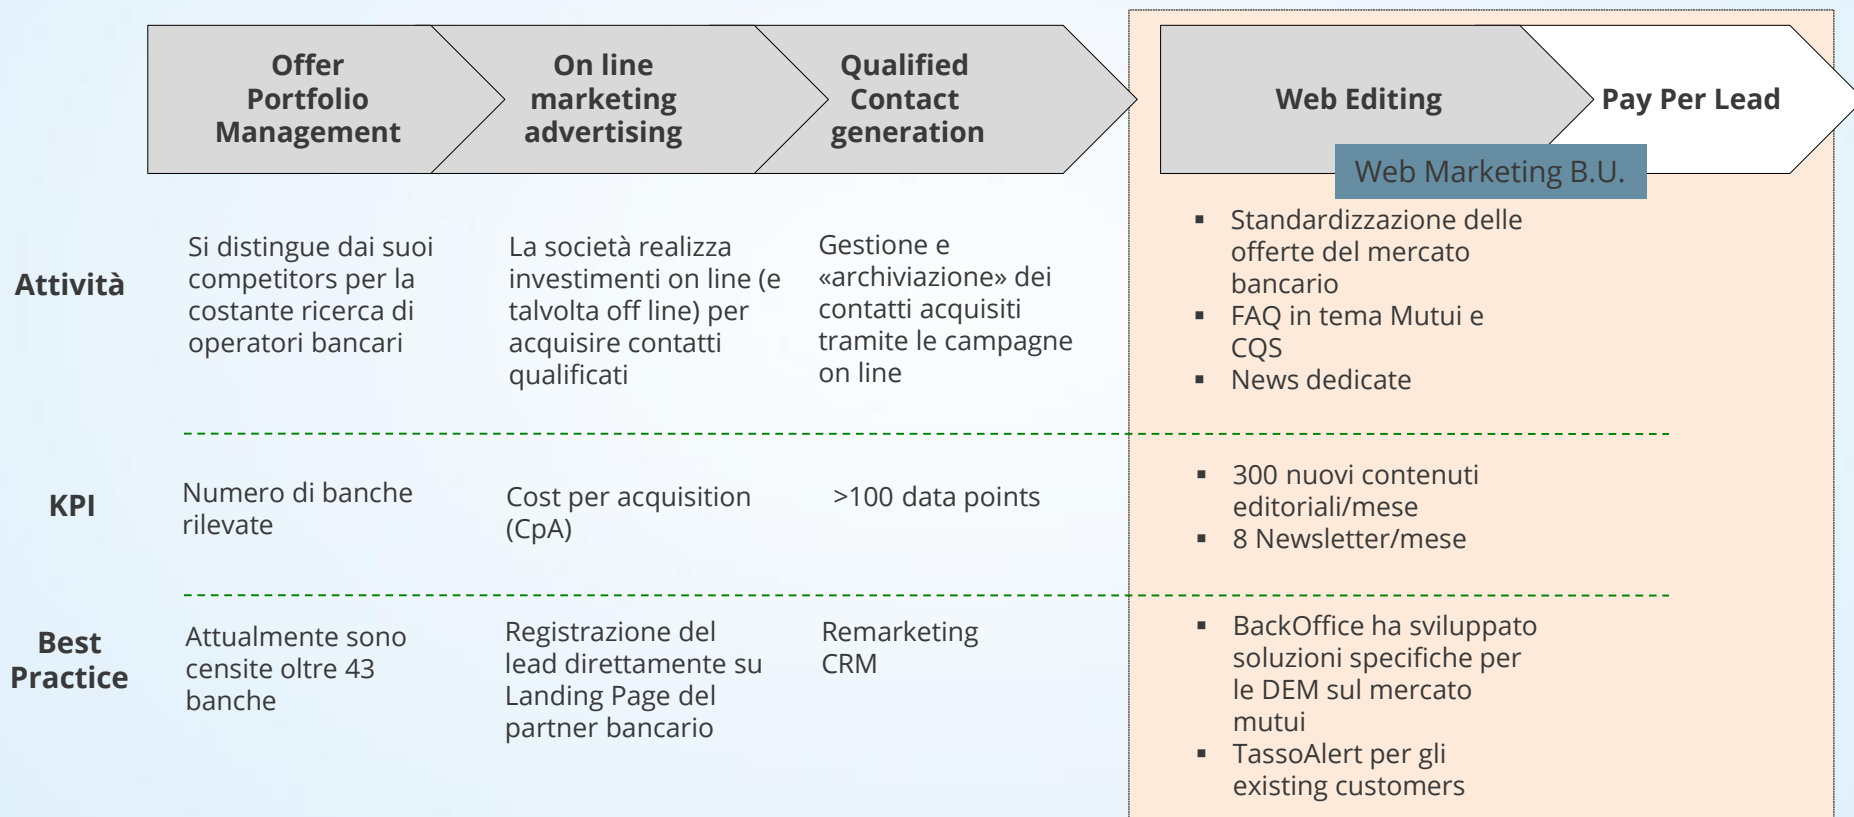 Offer
Portfolio
Management
On line
marketing
advertising
Qualified
Contact
generation
Web Editing
Pay Per Lead
Web Marketing B.U.
Attività
Si distingue dai suoi
competitors per la
costante ricerca di
operatori bancari
La società realizza
investimenti on line (e
talvolta off line) per
acquisire contatti
qualificati
Gestione e
«archiviazione» dei
contatti acquisiti
tramite le campagne
on line
▪ Standardizzazione delle
offerte del mercato
bancario
▪ FAQ in tema Mutui e
CQS
▪ News dedicate
KPI
Numero di banche
rilevate
Cost per acquisition
(CpA)
>100 data points
▪ 300 nuovi contenuti
editoriali/mese
▪ 8 Newsletter/mese
Best
Practice
Attualmente sono
censite oltre 43
banche
Registrazione del
lead direttamente su
Landing Page del
partner bancario
Remarketing
CRM
▪ BackOffice ha sviluppato
soluzioni specifiche per
le DEM sul mercato
mutui
▪ TassoAlert per gli
existing customers